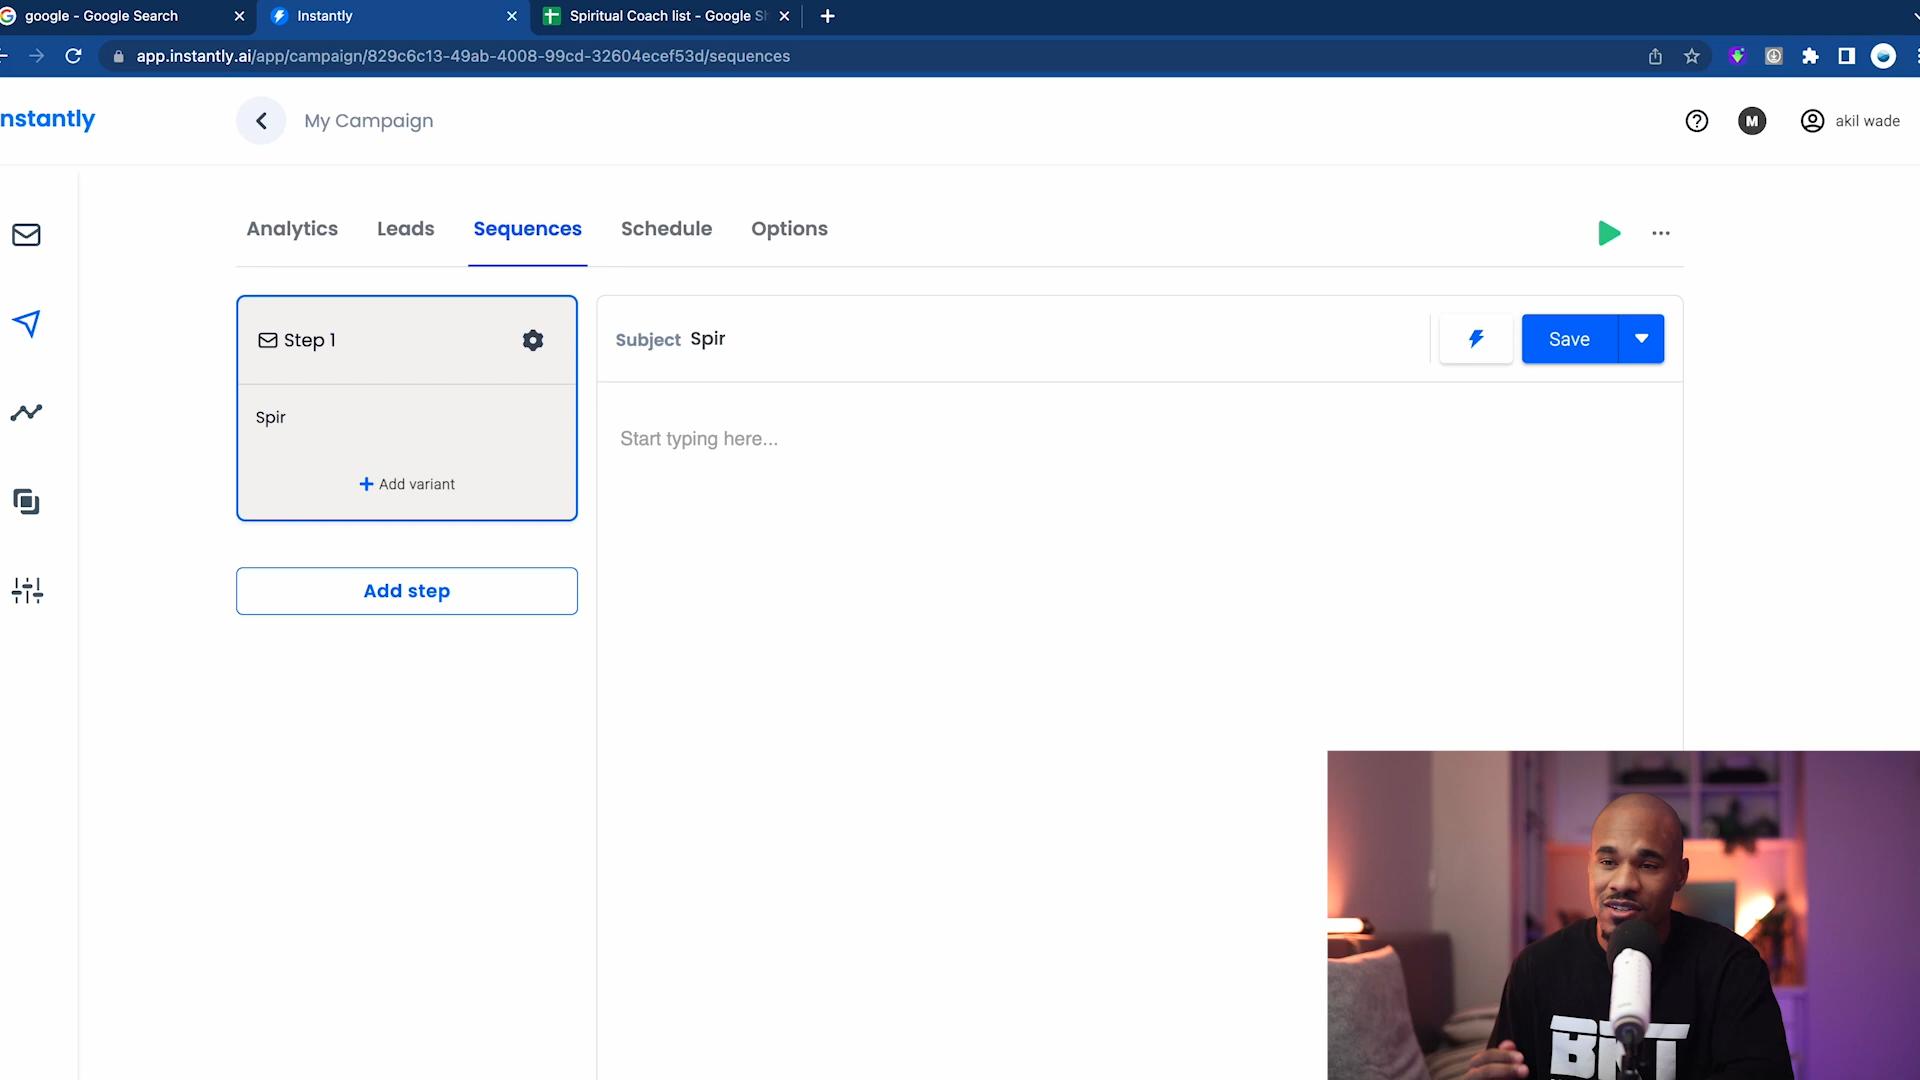 google - Google Search
Instantly
Spiritual Coach list - Google Sh
app.instantly.ai/app/campaign/829c6c13-49ab-4008-99cd-32604ecef53d/sequences
nstantly
My Campaign
M
akil wade
Analytics
Leads
Sequences
Schedule
Options
Step 1
Spir
Add variant
Add step
Subject
Spir
Save
Start typing here...